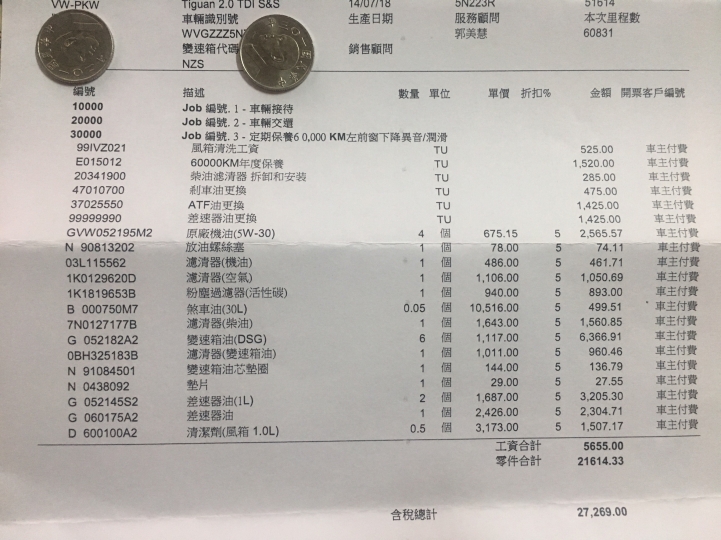 VW-PKW Tiguan 2.0 TDI S&S 14/07/18 5N223R 51614
車輛識別號 生產日期 服務顧問 本次里程數
WVGZZZ5N 郭美慧 60831
變速箱代碼 銷售顧問
NZS
編號 描述 數量 單位 單價 折扣% 金額 開票客戶編號
10000 Job 編號. 1 - 車輛接待
20000 Job 編號. 2 - 車輛交還
30000 Job 編號. 3 - 定期保養60,000 KM左前窗下降異音/潤滑
99IVZ021 風箱清洗工資 TU 525.00 車主付費
E015012 60000KM年度保養 TU 1,520.00 車主付費
20341900 柴油濾清器 拆卸和安裝 TU 285.00 車主付費
47010700 剎車油更換 TU 475.00 車主付費
37025550 ATF油更換 TU 1,425.00 車主付費
99999990 差速器油更換 TU 1,425.00 車主付費
GVW052195M2 原廠機油(5W-30) 4 個 675.15 5 2,565.57 車主付費
N 90813202 放油螺絲塞 1 個 78.00 5 74.11 車主付費
03L115562 濾清器(機油) 1 個 486.00 5 461.71 車主付費
1K0129620D 濾清器(空氣) 1 個 1,106.00 5 1,050.69 車主付費
1K1819653B 粉塵過濾器(活性碳) 1 個 940.00 5 893.00 車主付費
B 000750M7 煞車油(30L) 0.05 個 10,516.00 5 499.51 車主付費
7N0127177B 濾清器(柴油) 1 個 1,643.00 5 1,560.85 車主付費
G 052182A2 變速箱油(DSG) 6 個 1,117.00 5 6,366.91 車主付費
0BH325183B 濾清器(變速箱油) 1 個 1,011.00 5 960.46 車主付費
N 91084501 變速箱油芯墊圈 1 個 144.00 5 136.79 車主付費
N 0438092 墊片 1 個 29.00 5 27.55 車主付費
G 052145S2 差速器油(1L) 2 個 1,687.00 5 3,205.30 車主付費
G 060175A2 差速器油 1 個 2,426.00 5 2,304.71 車主付費
D 600100A2 清潔劑(風箱 1.0L) 0.5 個 3,173.00 5 1,507.17 車主付費
工資合計 5655.00
零件合計 21614.33
含稅總計 27,269.00